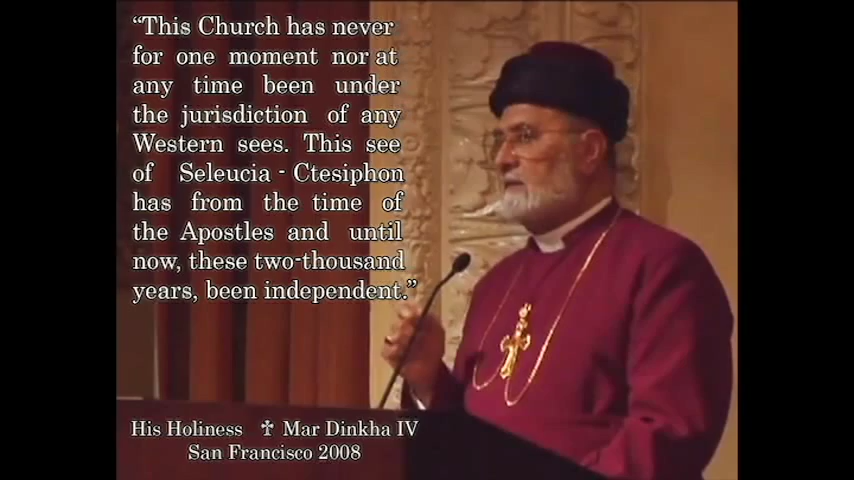 “This Church has never
for one moment nor at
any time been under
the jurisdiction of any
Western sees. This see
of Seleucia - Ctesiphon
has from the time of
the Apostles and until
now, these two-thousand
years, been independent.”
His Holiness ♱ Mar Dinkha IV
San Francisco 2008